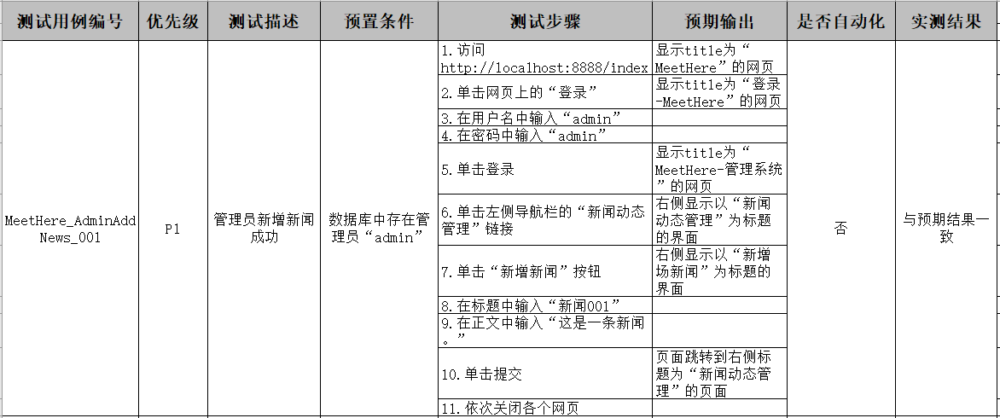 测试用例编号 优先级 测试描述 预置条件 测试步骤 预期输出 是否自动化 实测结果
MeetHere_AdminAdd
News_001
P1
管理员新增新闻
成功
数据库中存在管
理员“admin”
1.访问
http://localhost:8888/index
显示title为“
MeetHere”的网页
2.单击网页上的“登录”
显示title为“登录
-MeetHere”的网页
3.在用户名中输入“admin”
4.在密码中输入“admin”
5.单击登录
显示title为“
MeetHere-管理系统
”的网页
6.单击左侧导航栏的“新闻动态
管理”链接
右侧显示以“新闻
动态管理”为标题
的界面
7.单击“新增新闻”按钮
右侧显示以“新增
场新闻”为标题的
界面
8.在标题中输入“新闻001”
9.在正文中输入“这是一条新闻
。”
10.单击提交
页面跳转到右侧标
题为“新闻动态管
理”的页面
11.依次关闭各个网页
否
与预期结果一
致